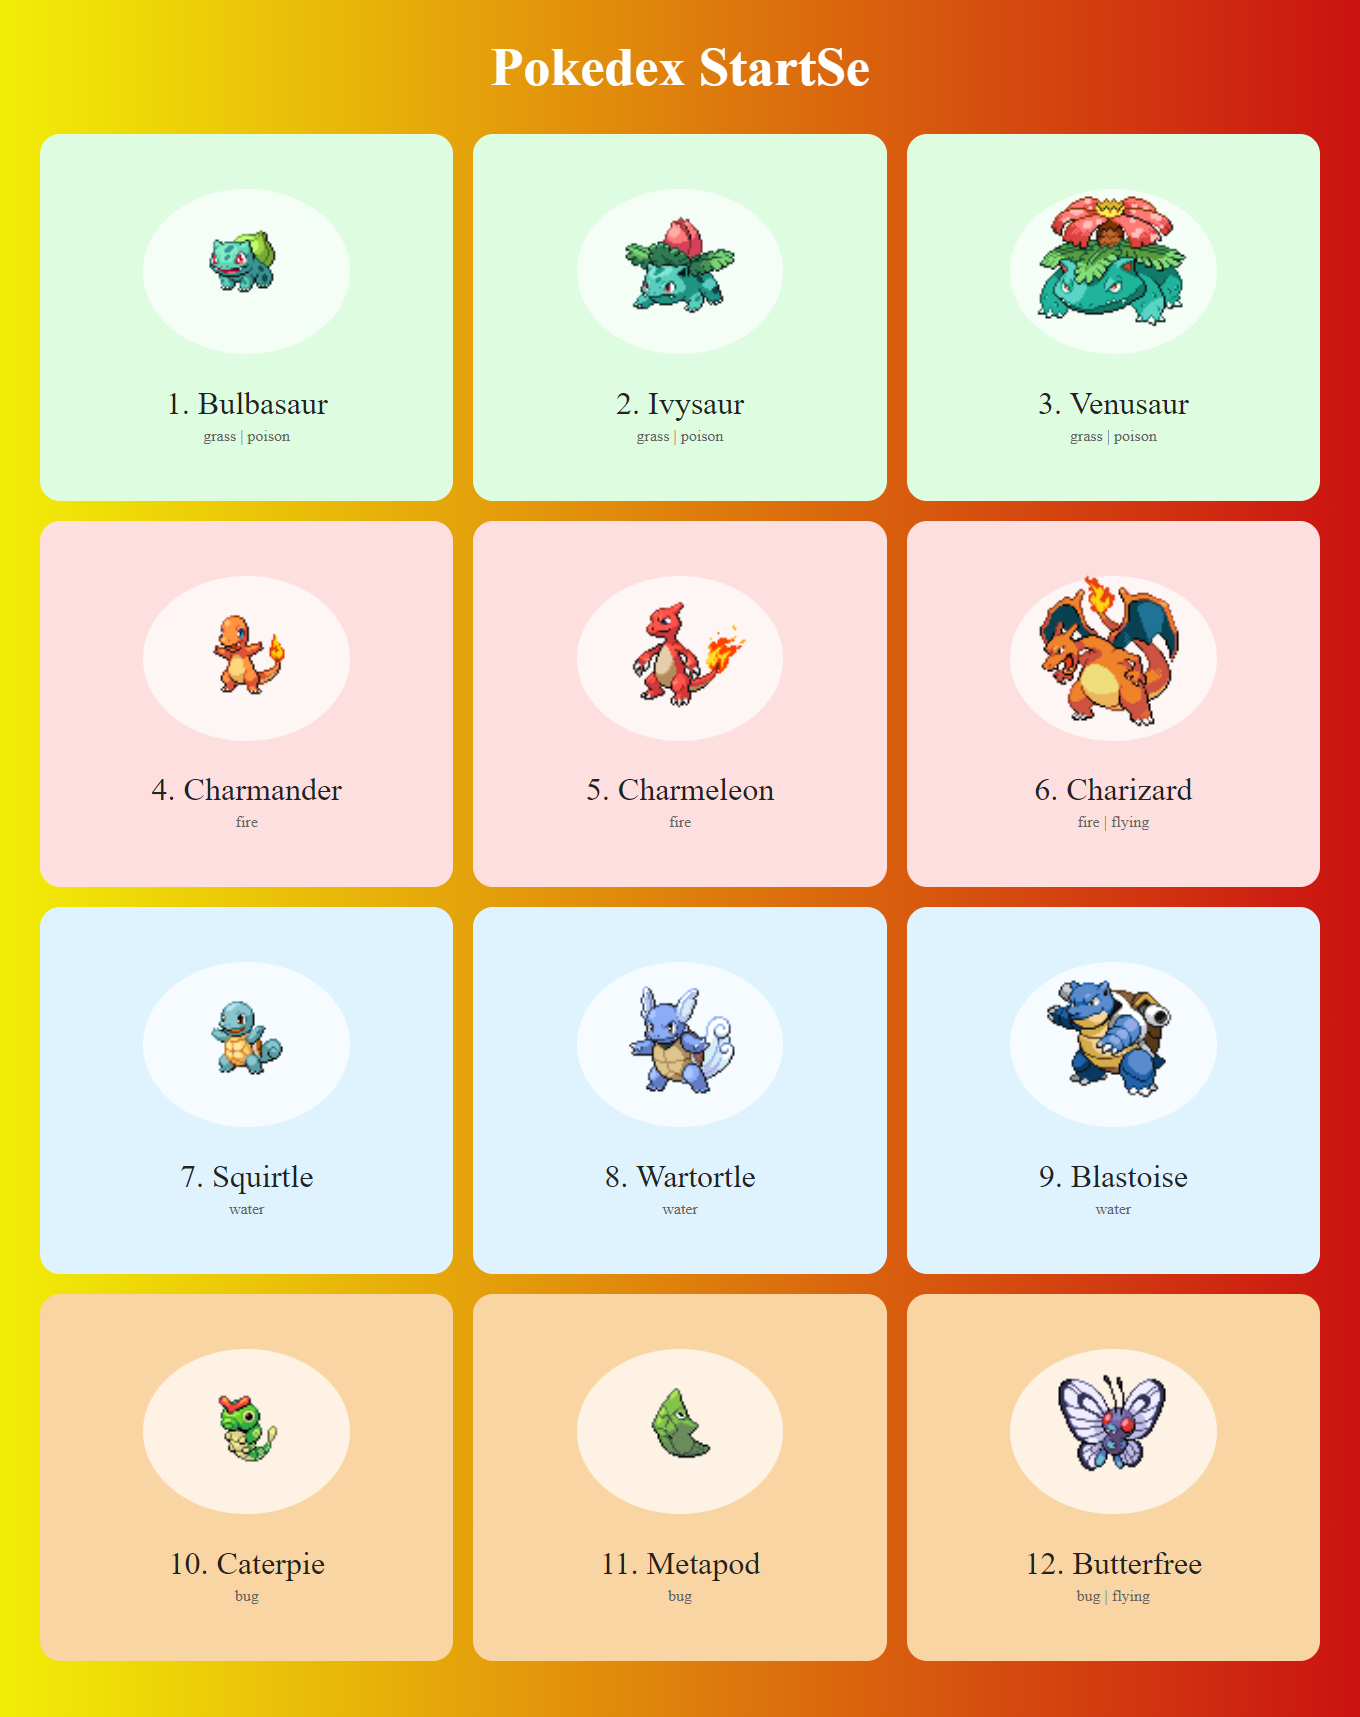 Pokedex StartSe
1. Bulbasaur
grass | poison
2. Ivysaur
grass | poison
3. Venusaur
grass | poison
4. Charmander
fire
5. Charmeleon
fire
6. Charizard
fire | flying
7. Squirtle
water
8. Wartortle
water
9. Blastoise
water
10. Caterpie
bug
11. Metapod
bug
12. Butterfree
bug | flying